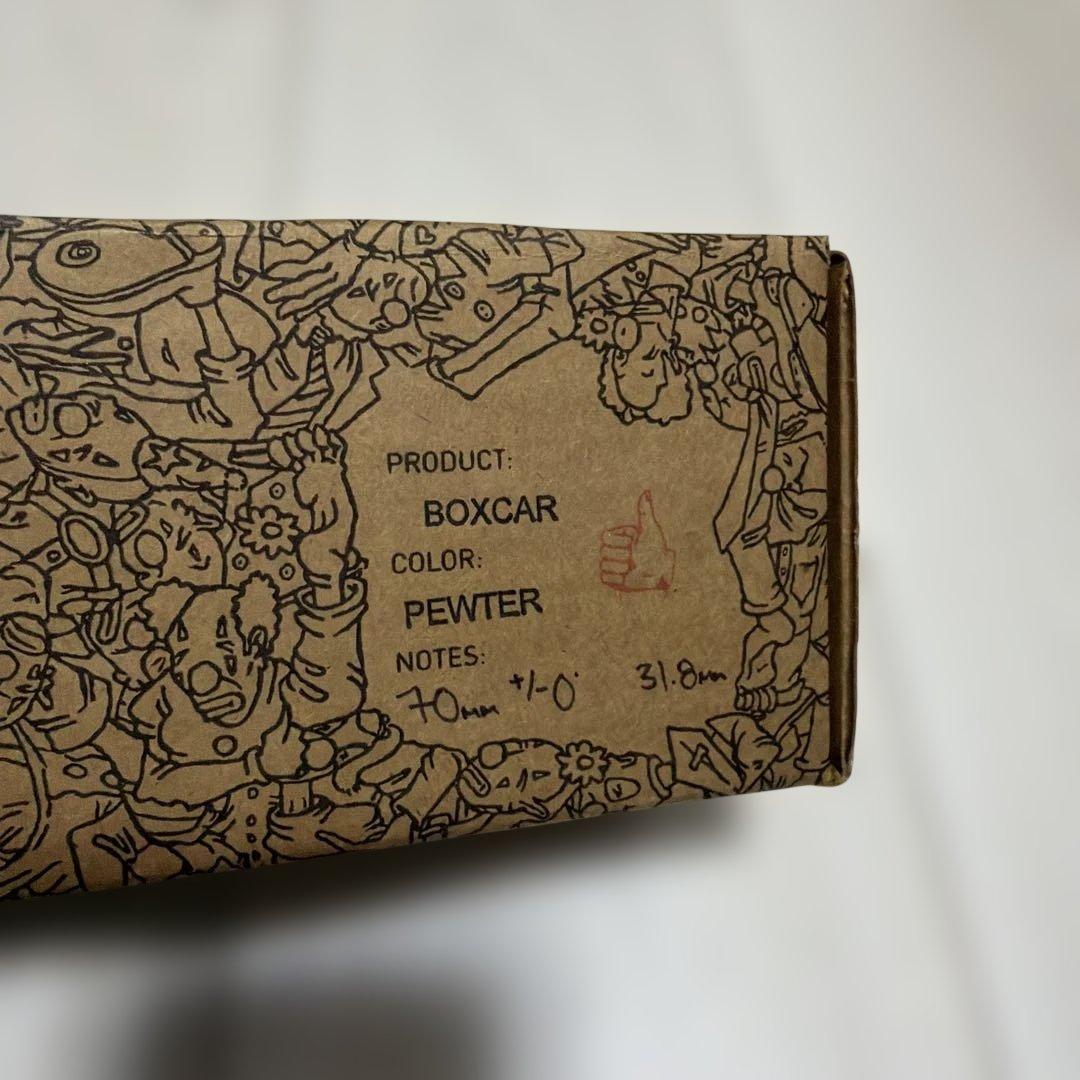 PRODUCT:
BOXCAR
COLOR:
PEWTER
NOTES:
70mm +/-0° 31.8mm